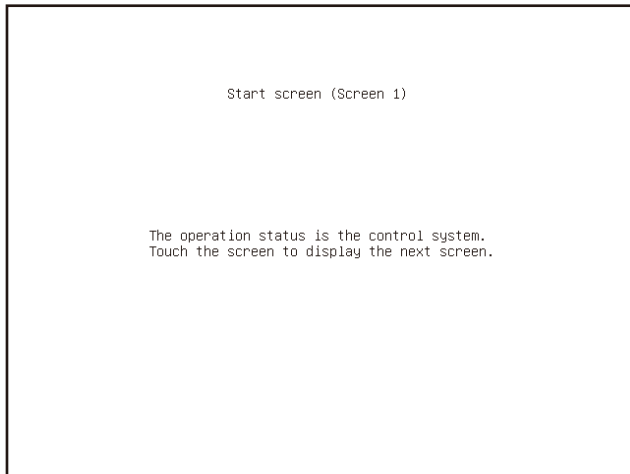 Start screen (Screen 1)
The operation status is the control system.
Touch the screen to display the next screen.